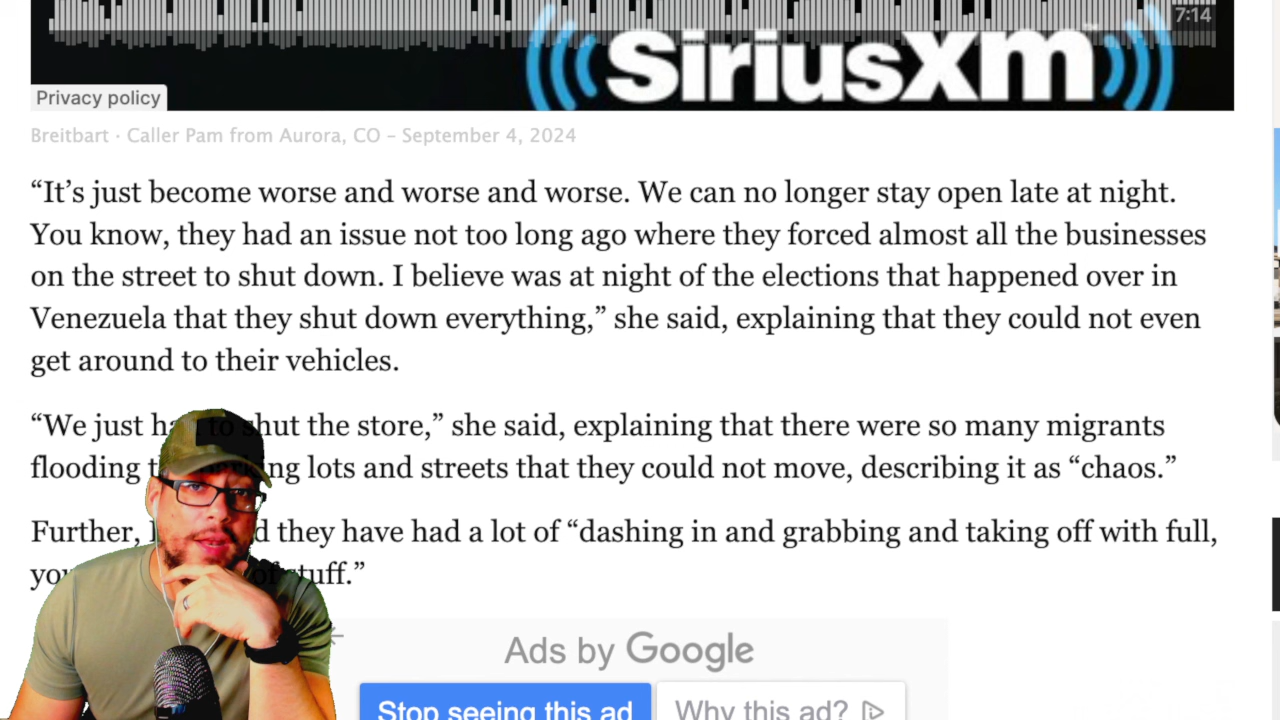 7:14
SiriusXm
Privacy policy
Breitbart · Caller Pam from Aurora, CO – September 4, 2024
“It’s just become worse and worse and worse. We can no longer stay open late at night.
You know, they had an issue not too long ago where they forced almost all the businesses
on the street to shut down. I believe was at night of the elections that happened over in
Venezuela that they shut down everything,” she said, explaining that they could not even
get around to their vehicles.
“We just to shut the store,” she said, explaining that there were so many migrants
flooding lots and streets that they could not move, describing it as “chaos.”
Further, they have had a lot of “dashing in and grabbing and taking off with full,
of stuff.”
Ads by Google
Stop seeing this ad
Why this ad?